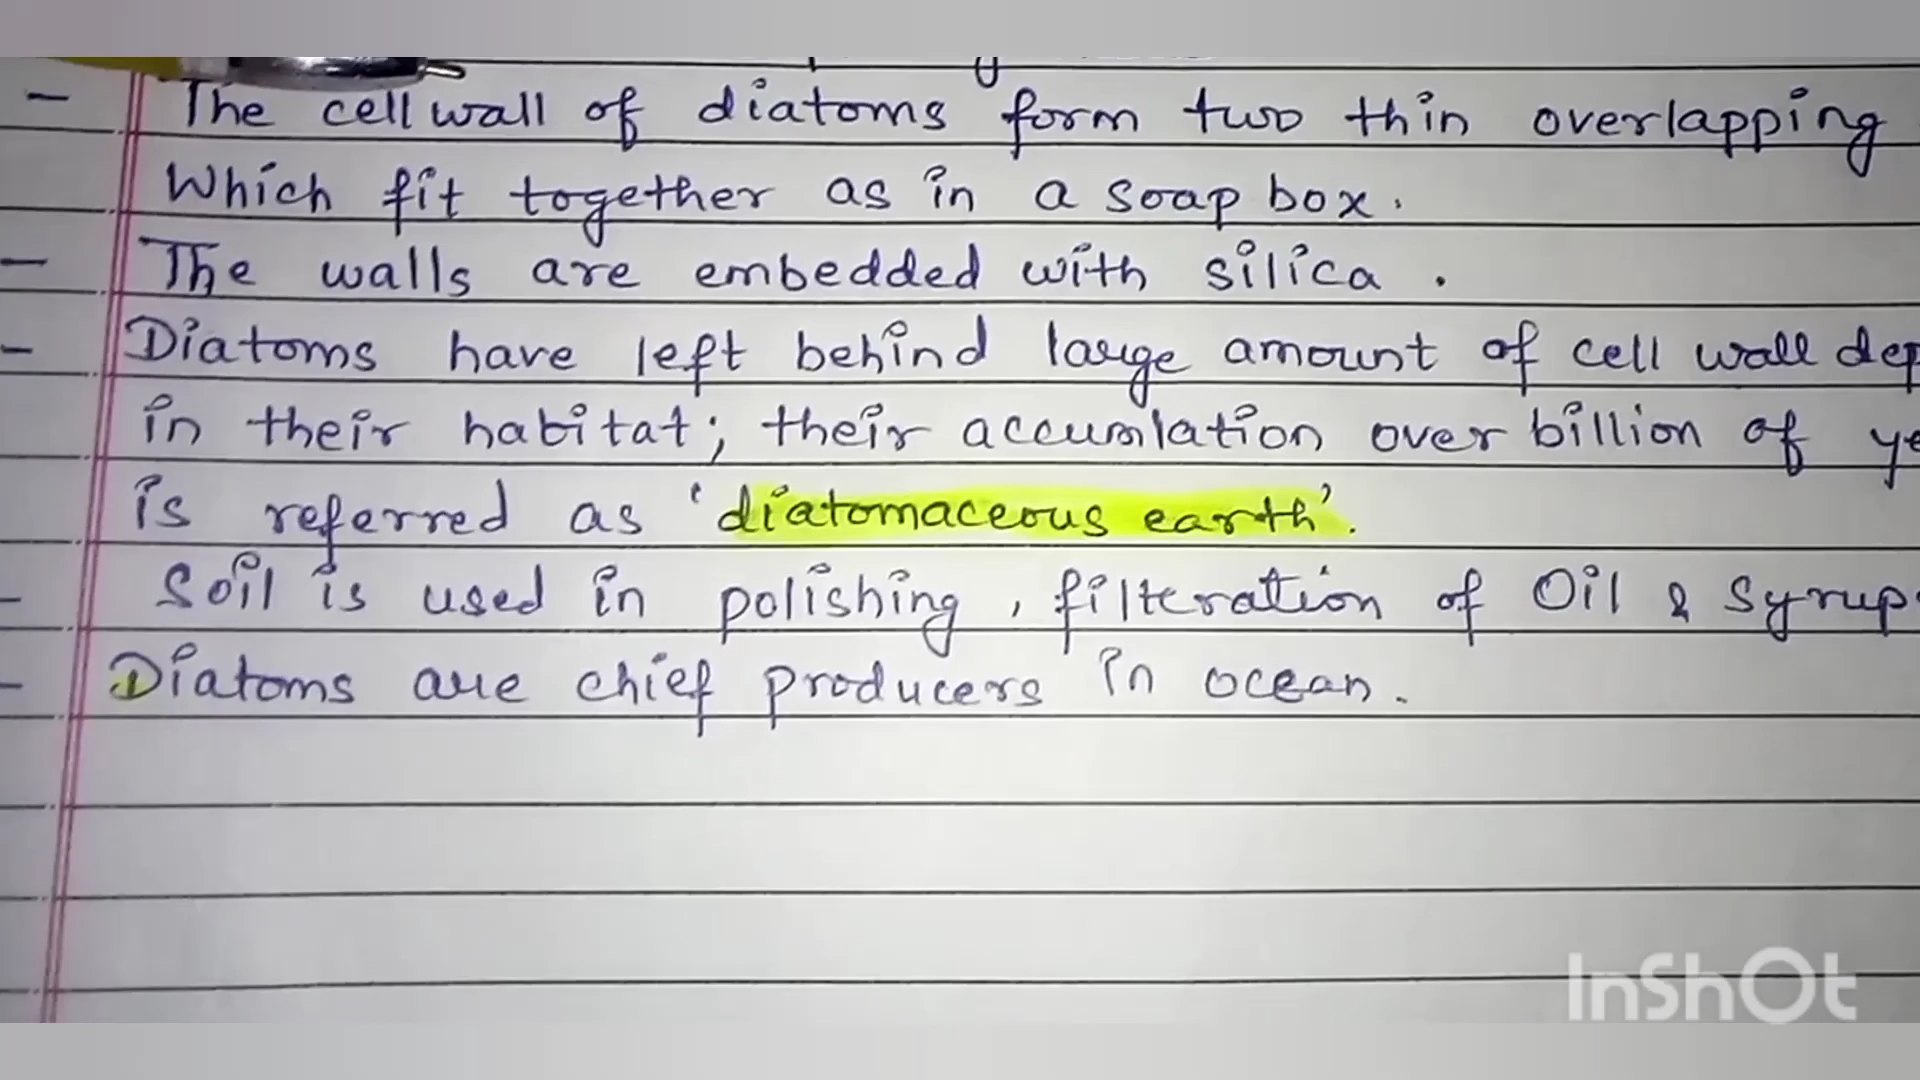 - The cell wall of diatoms form two thin overlapping
Which fit together as in a soap box.
- The walls are embedded with silica.
- Diatoms have left behind large amount of cell wall dep
in their habitat; their accumlation over billion of ye
is referred as 'diatomaceous earth'.
- Soil is used in polishing, filteration of Oil & Syrup
- Diatoms are chief producers in ocean.
InShOt